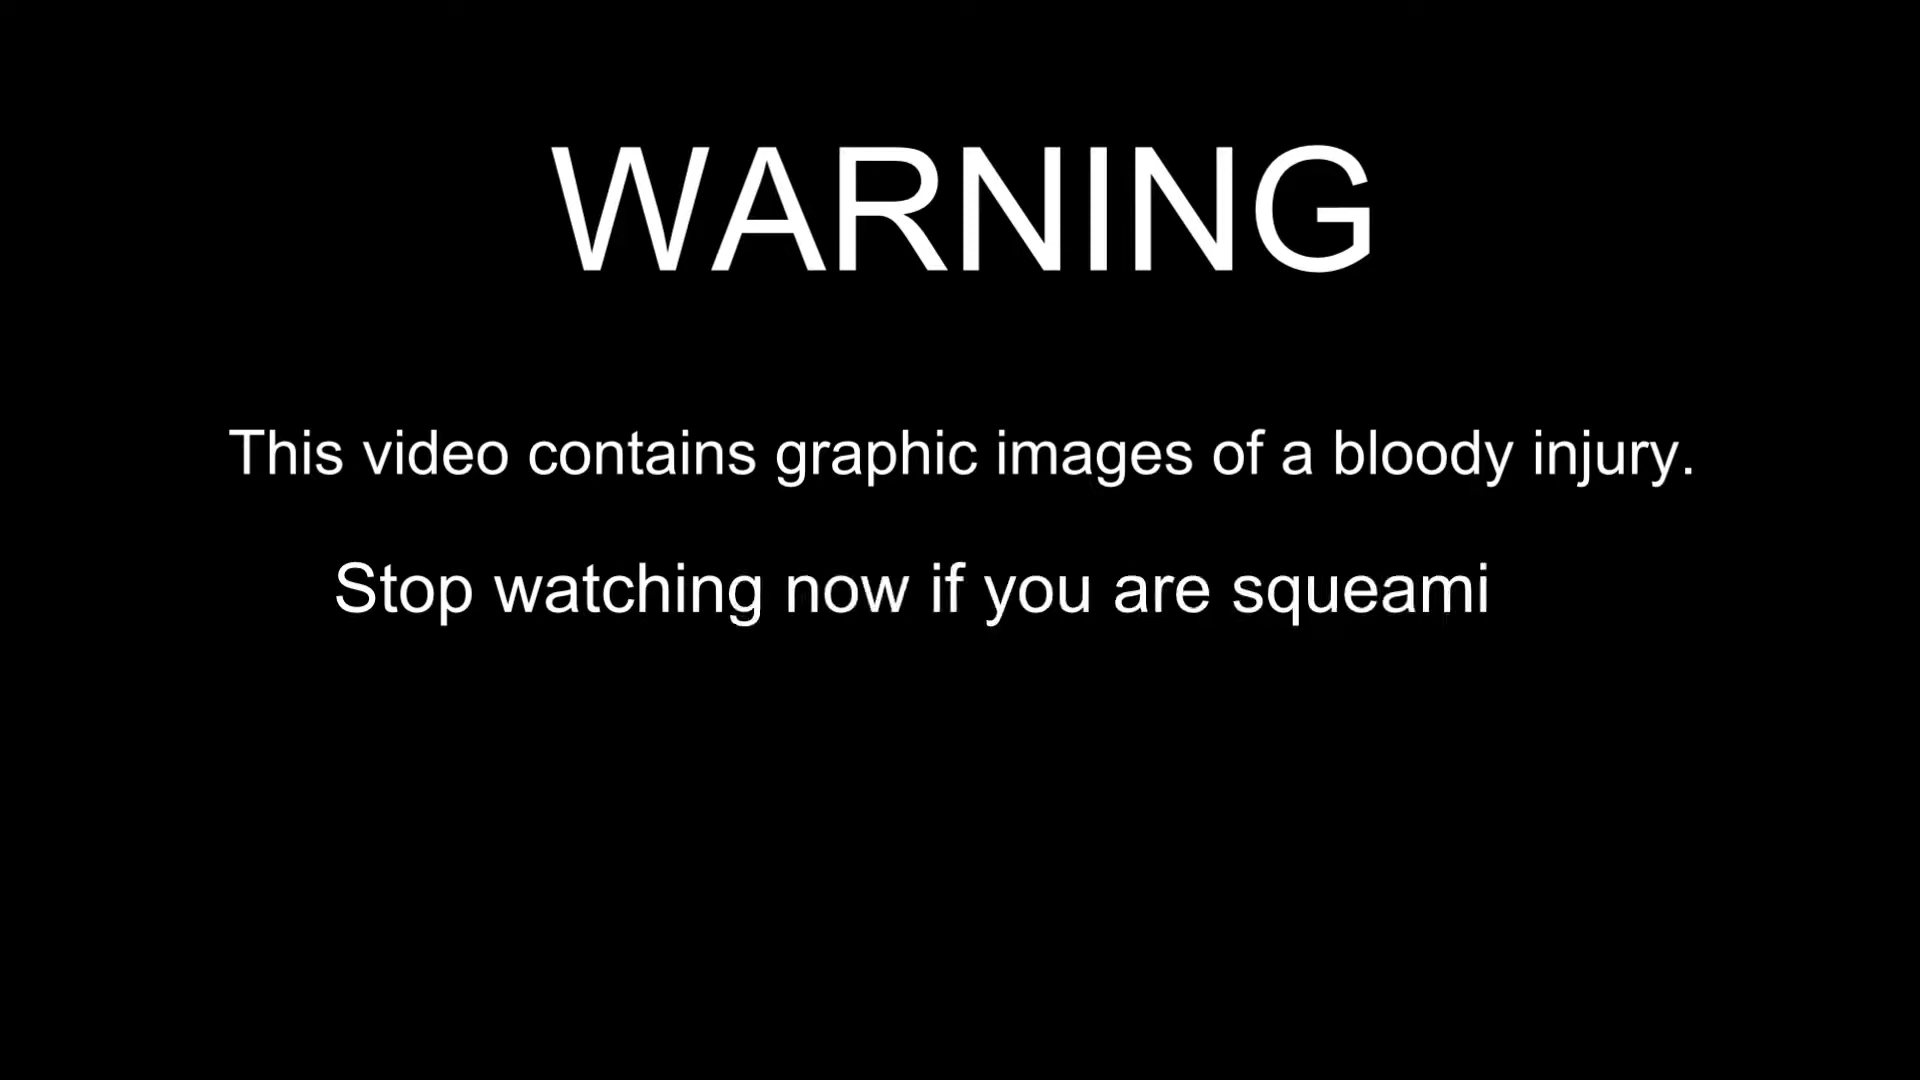 WARNING
This video contains graphic images of a bloody injury.
Stop watching now if you are squeami